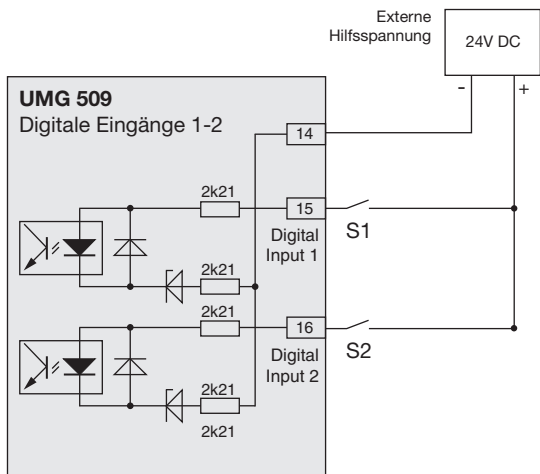 Externe
Hilfsspannung
24V DC
- +
UMG 509
Digitale Eingänge 1-2
14
2k21
15
S1
Digital
Input 1
2k21
2k21
16
S2
Digital
Input 2
2k21
2k21